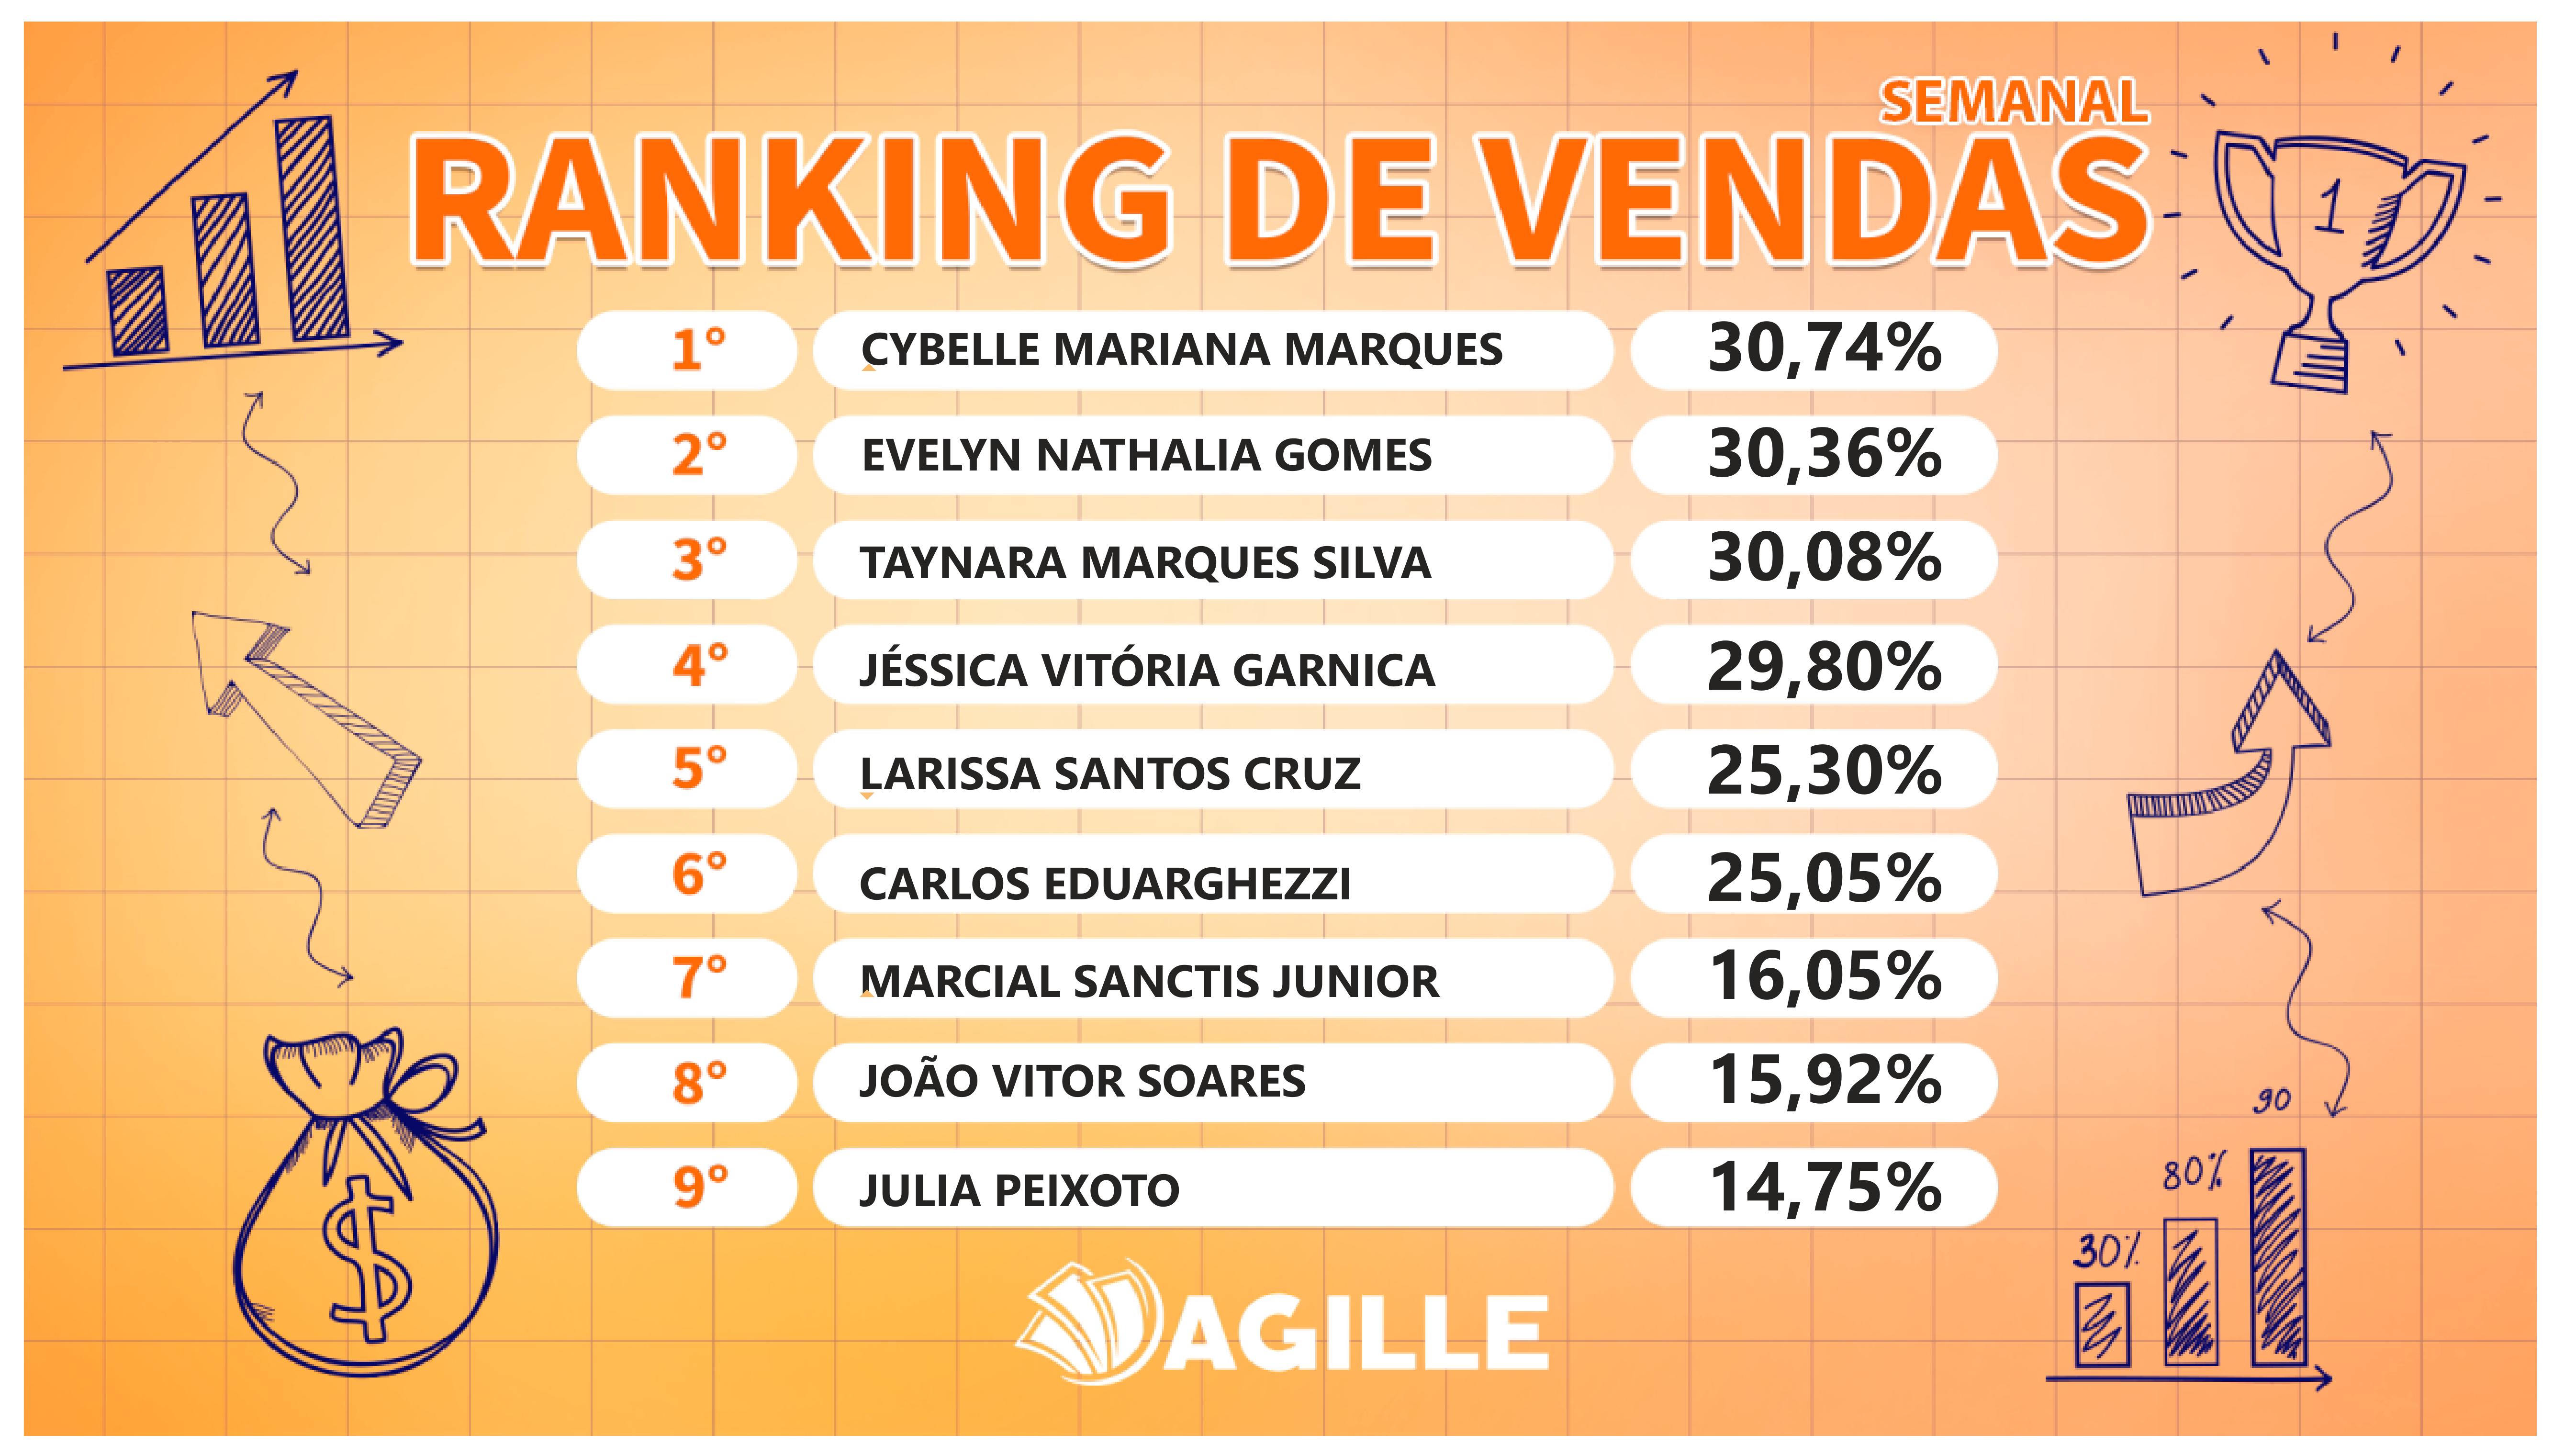 SEMANAL
RANKING DE VENDAS
1
1° CYBELLE MARIANA MARQUES 30,74%
2° EVELYN NATHALIA GOMES 30,36%
3° TAYNARA MARQUES SILVA 30,08%
4° JÉSSICA VITÓRIA GARNICA 29,80%
5° LARISSA SANTOS CRUZ 25,30%
6° CARLOS EDUARGHEZZI 25,05%
7° MARCIAL SANCTIS JUNIOR 16,05%
8° JOÃO VITOR SOARES 15,92%
9° JULIA PEIXOTO 14,75%
$
30%
80%
90
AGILLE